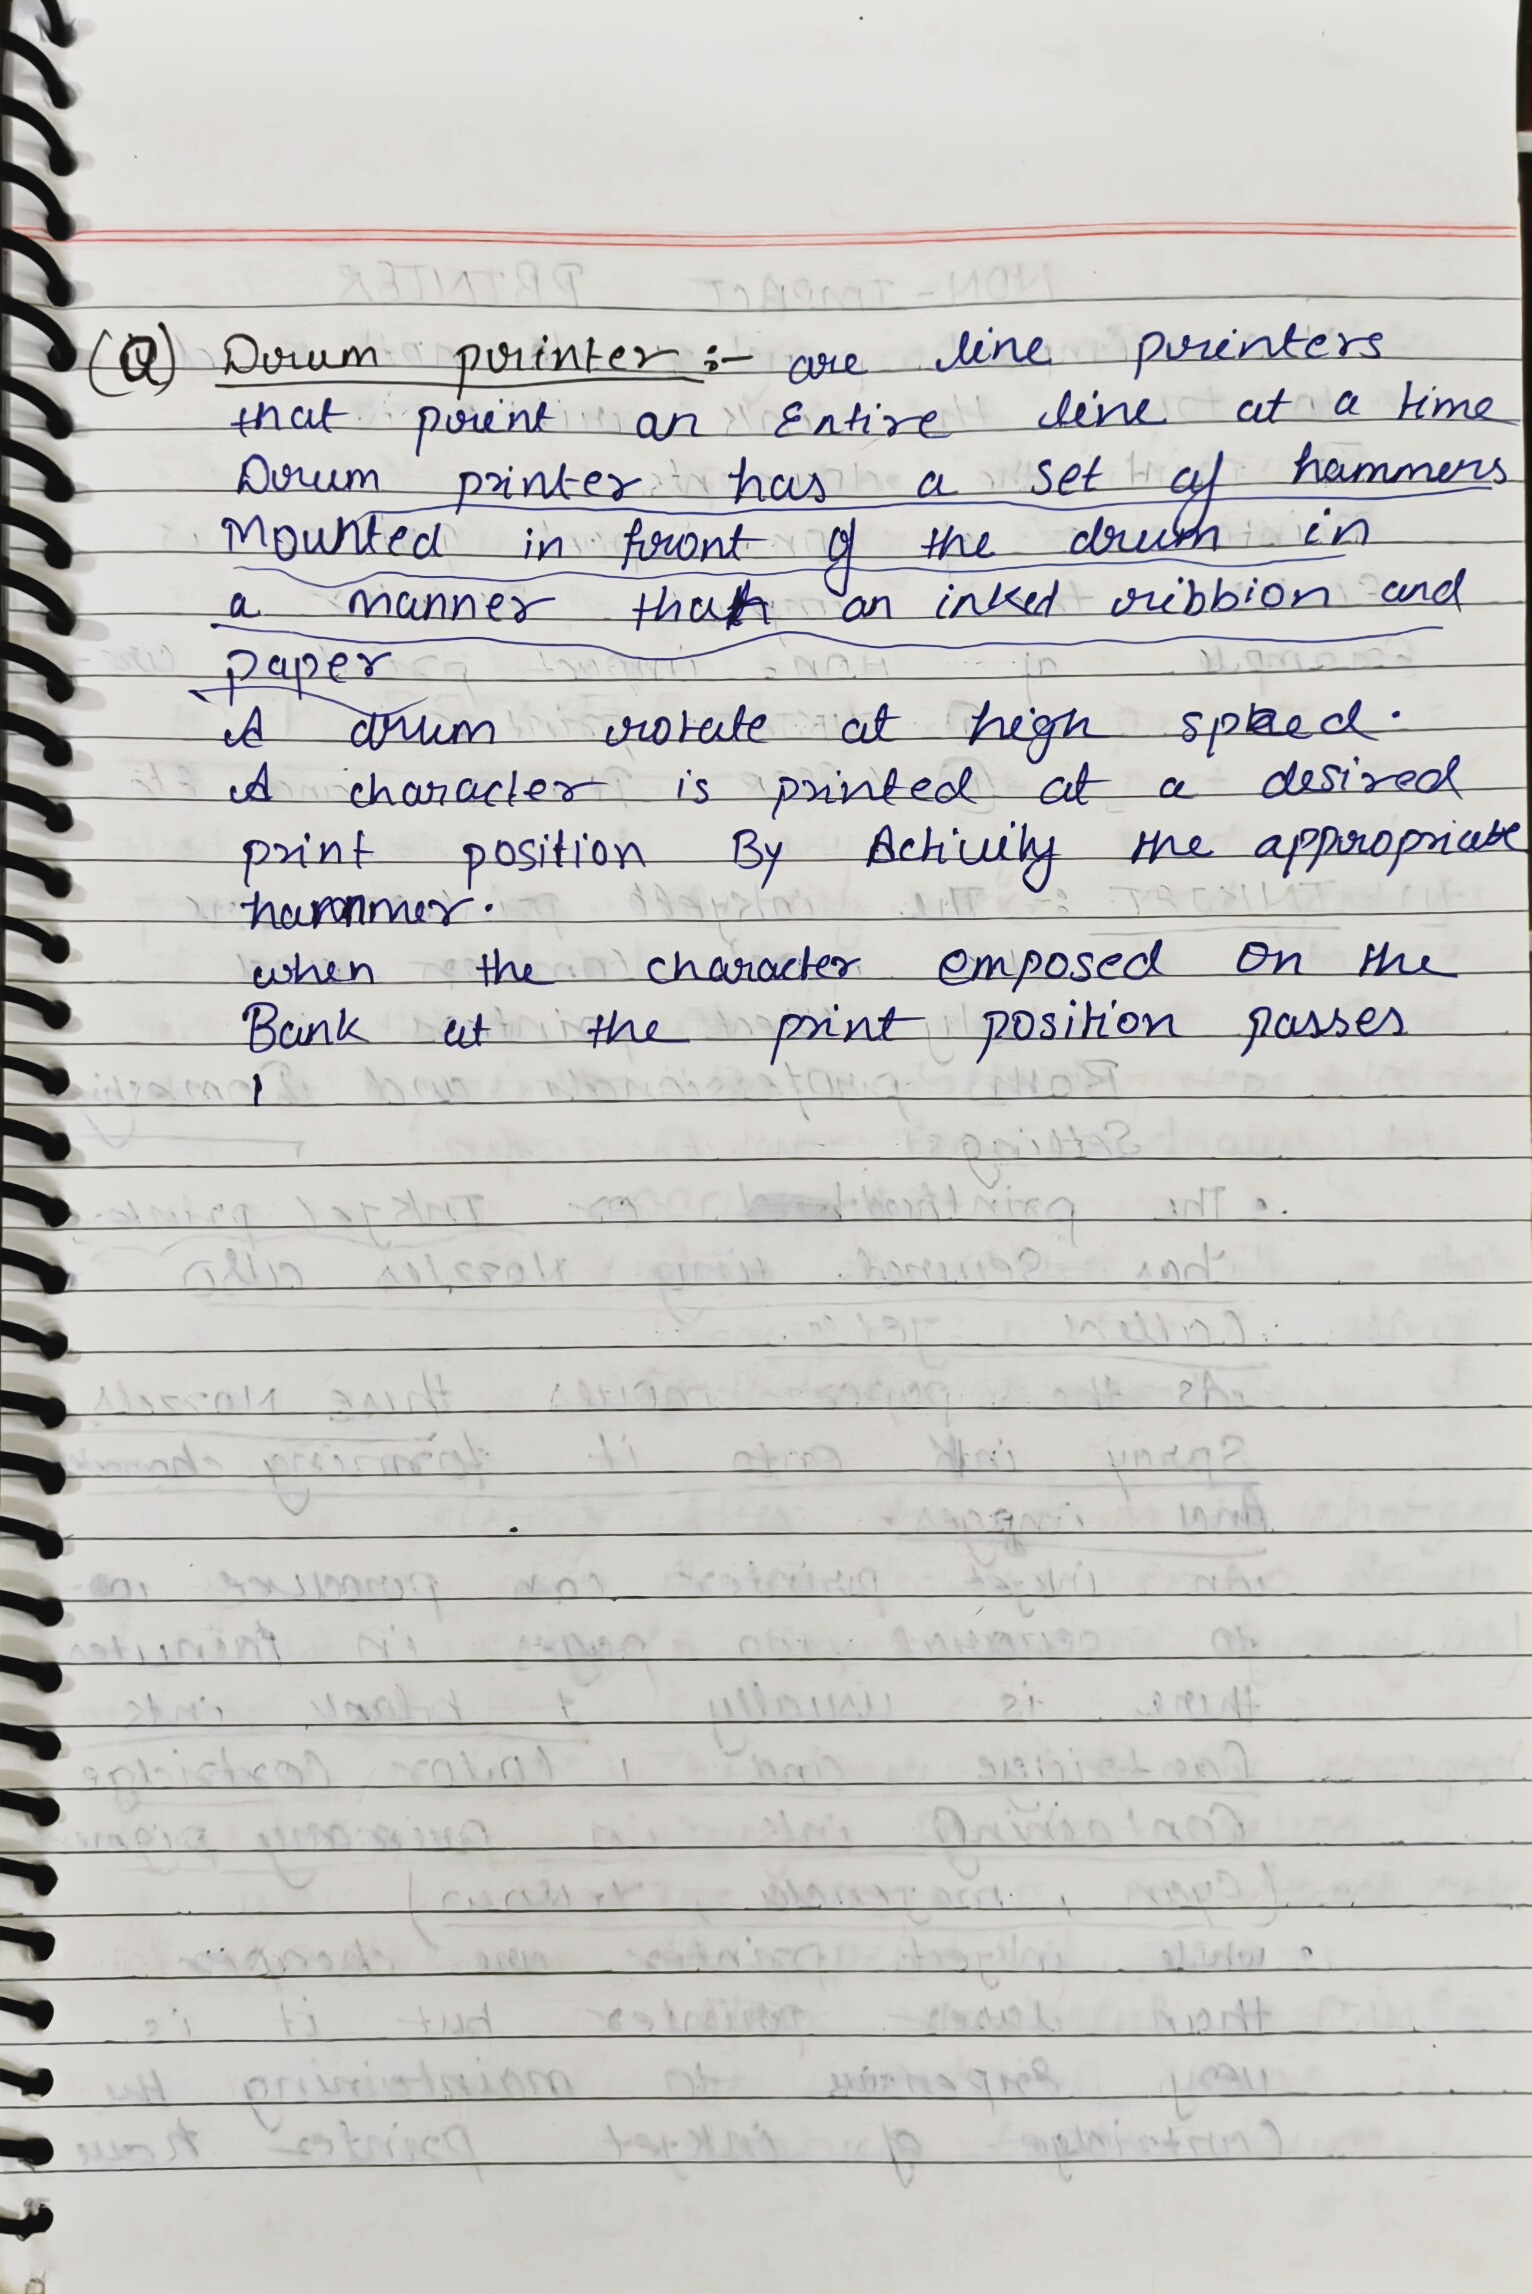 (a) Drum printer :- are line printers
that print an Entire line at a time
Drum printer has a set of hammers
Mounted in front of the drum in
a manner that an inked ribbion and
paper
A drum rotate at high speed.
A character is printed at a desired
print position By Activily the appropriate
hammer.
when the character emposed on the
Bank at the print position passes